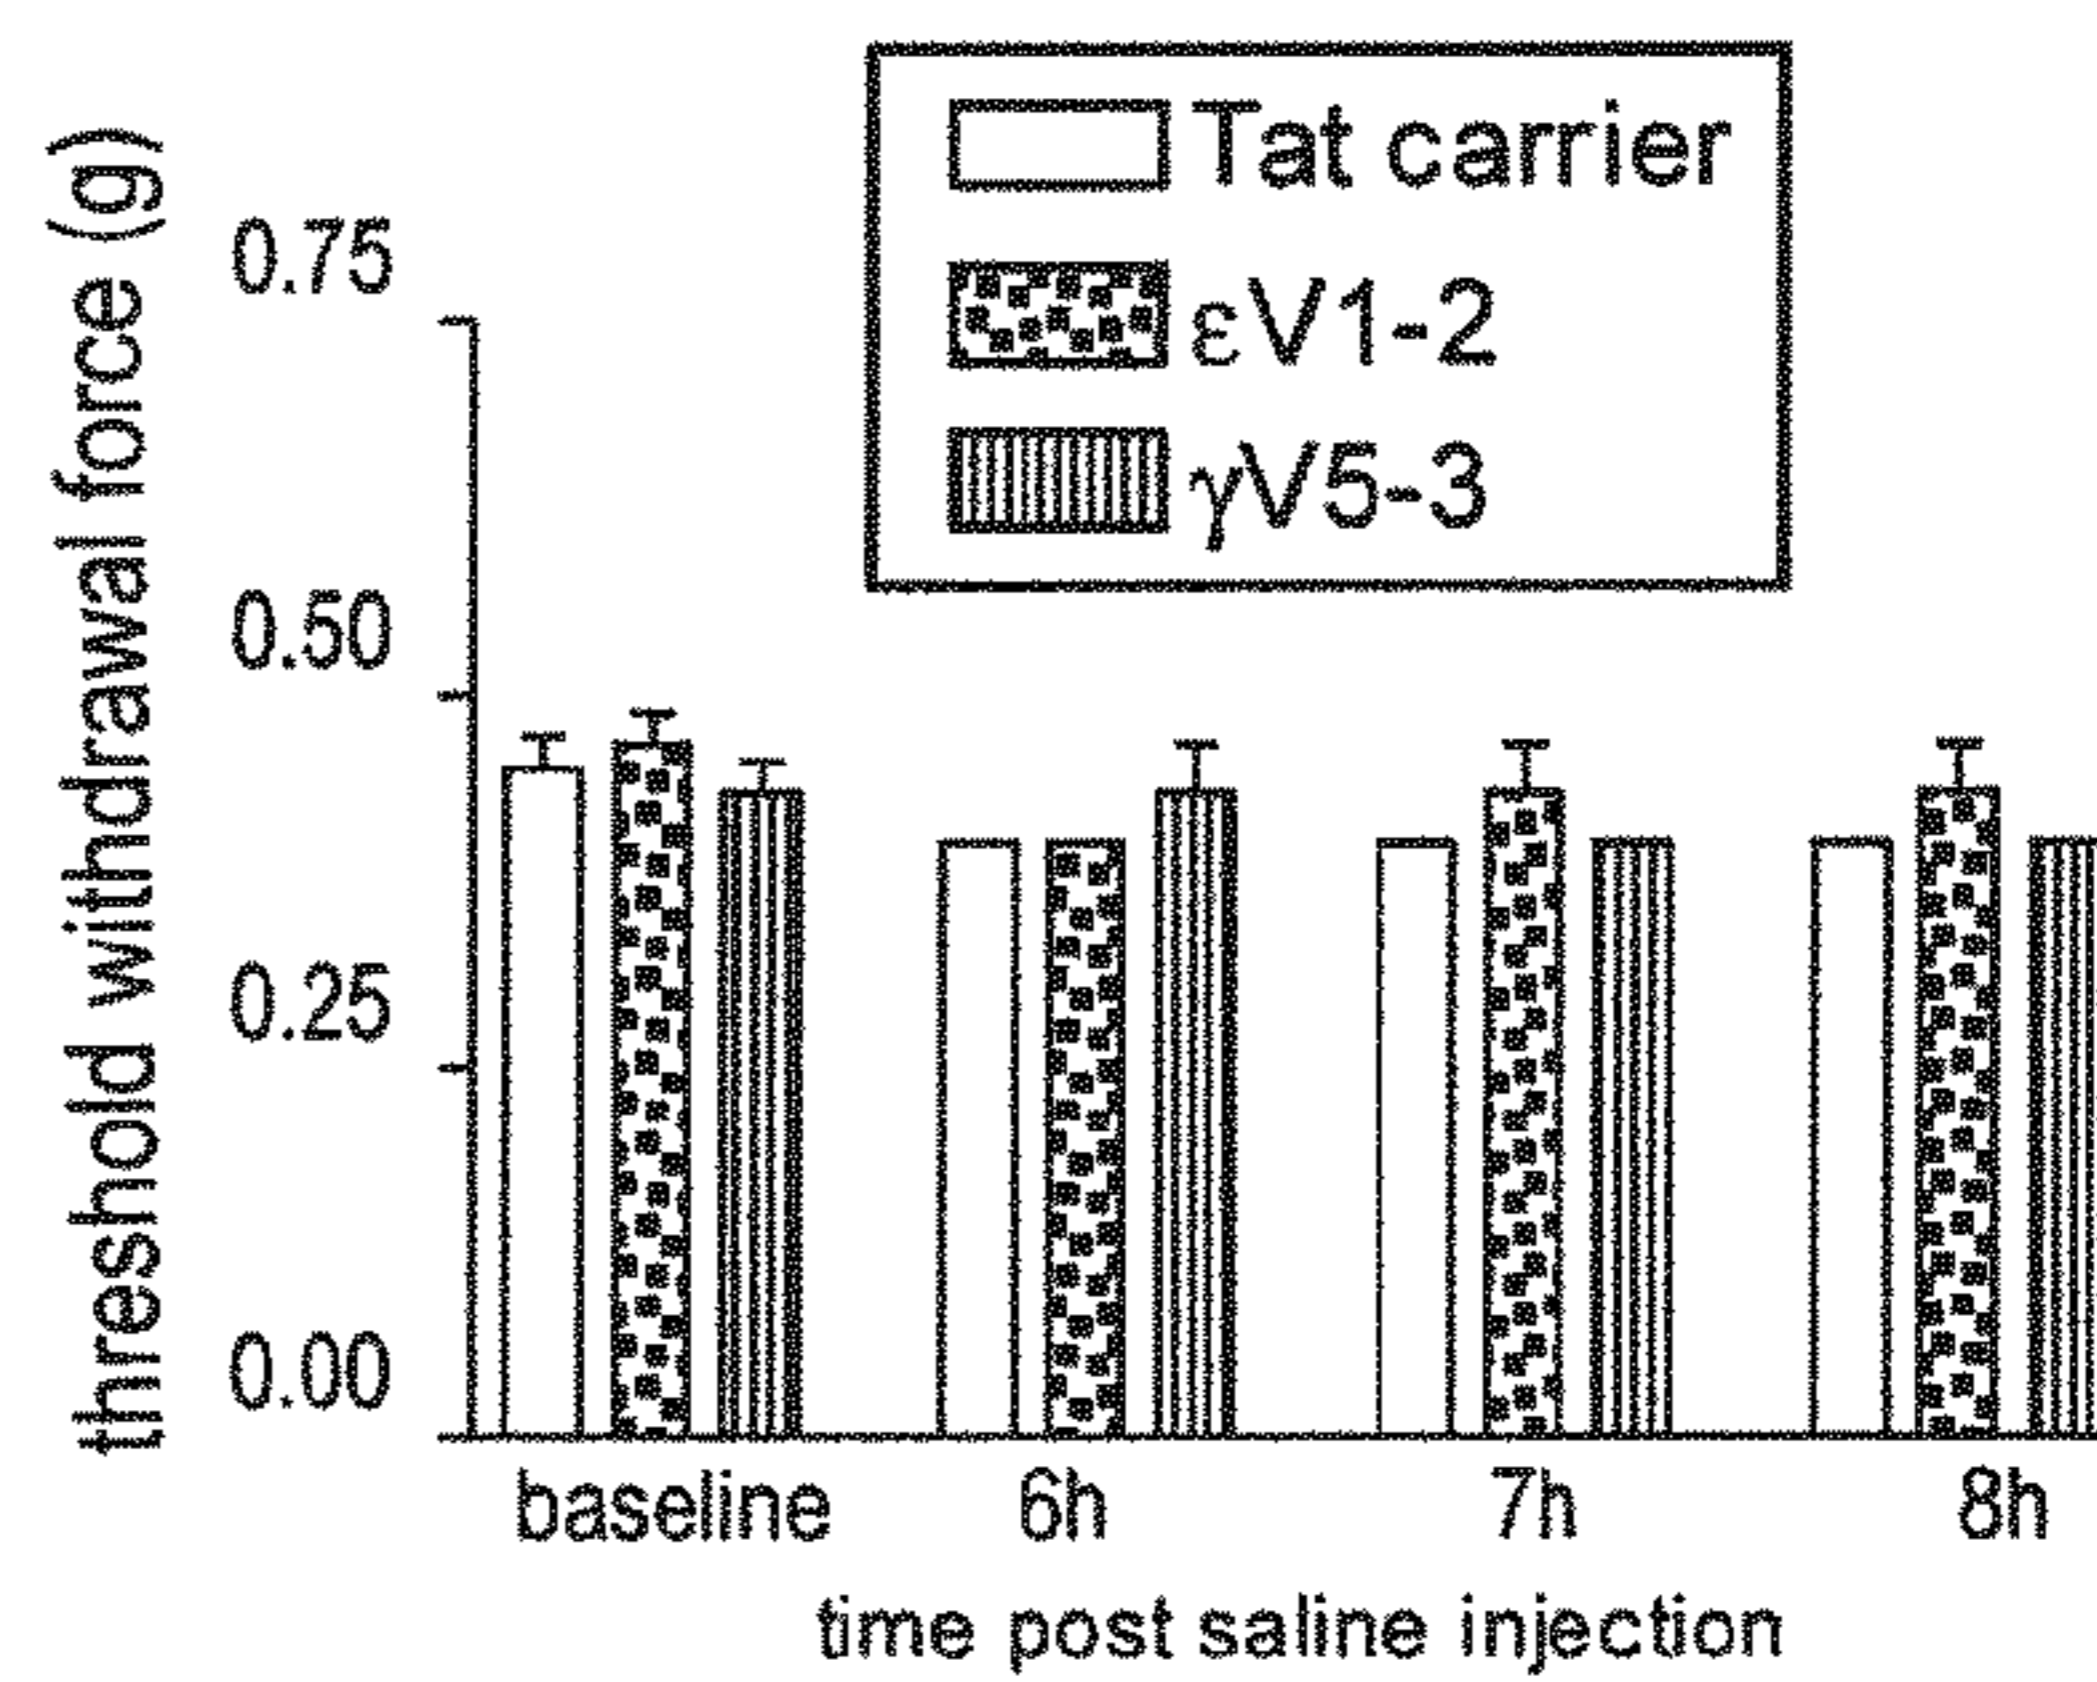 threshold withdrawal force (g)
0.75
0.50
0.25
0.00
Tat carrier
εV1-2
γV5-3
baseline 6h 7h 8h
time post saline injection